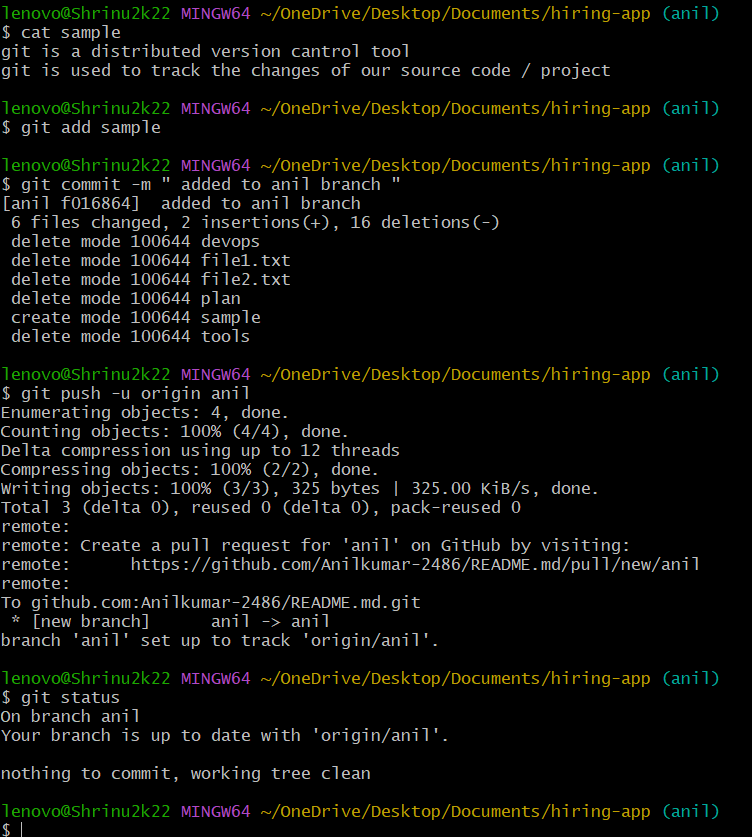 lenovo@Shrinu2k22 MINGW64 ~/OneDrive/Desktop/Documents/hiring-app (anil)
$ cat sample
git is a distributed version cantrol tool
git is used to track the changes of our source code / project

lenovo@Shrinu2k22 MINGW64 ~/OneDrive/Desktop/Documents/hiring-app (anil)
$ git add sample

lenovo@Shrinu2k22 MINGW64 ~/OneDrive/Desktop/Documents/hiring-app (anil)
$ git commit -m " added to anil branch "
[anil f016864]  added to anil branch
 6 files changed, 2 insertions(+), 16 deletions(-)
 delete mode 100644 devops
 delete mode 100644 file1.txt
 delete mode 100644 file2.txt
 delete mode 100644 plan
 create mode 100644 sample
 delete mode 100644 tools

lenovo@Shrinu2k22 MINGW64 ~/OneDrive/Desktop/Documents/hiring-app (anil)
$ git push -u origin anil
Enumerating objects: 4, done.
Counting objects: 100% (4/4), done.
Delta compression using up to 12 threads
Compressing objects: 100% (2/2), done.
Writing objects: 100% (3/3), 325 bytes | 325.00 KiB/s, done.
Total 3 (delta 0), reused 0 (delta 0), pack-reused 0
remote:
remote: Create a pull request for 'anil' on GitHub by visiting:
remote:      https://github.com/Anilkumar-2486/README.md/pull/new/anil
remote:
To github.com:Anilkumar-2486/README.md.git
 * [new branch]      anil -> anil
branch 'anil' set up to track 'origin/anil'.

lenovo@Shrinu2k22 MINGW64 ~/OneDrive/Desktop/Documents/hiring-app (anil)
$ git status
On branch anil
Your branch is up to date with 'origin/anil'.

nothing to commit, working tree clean

lenovo@Shrinu2k22 MINGW64 ~/OneDrive/Desktop/Documents/hiring-app (anil)
$